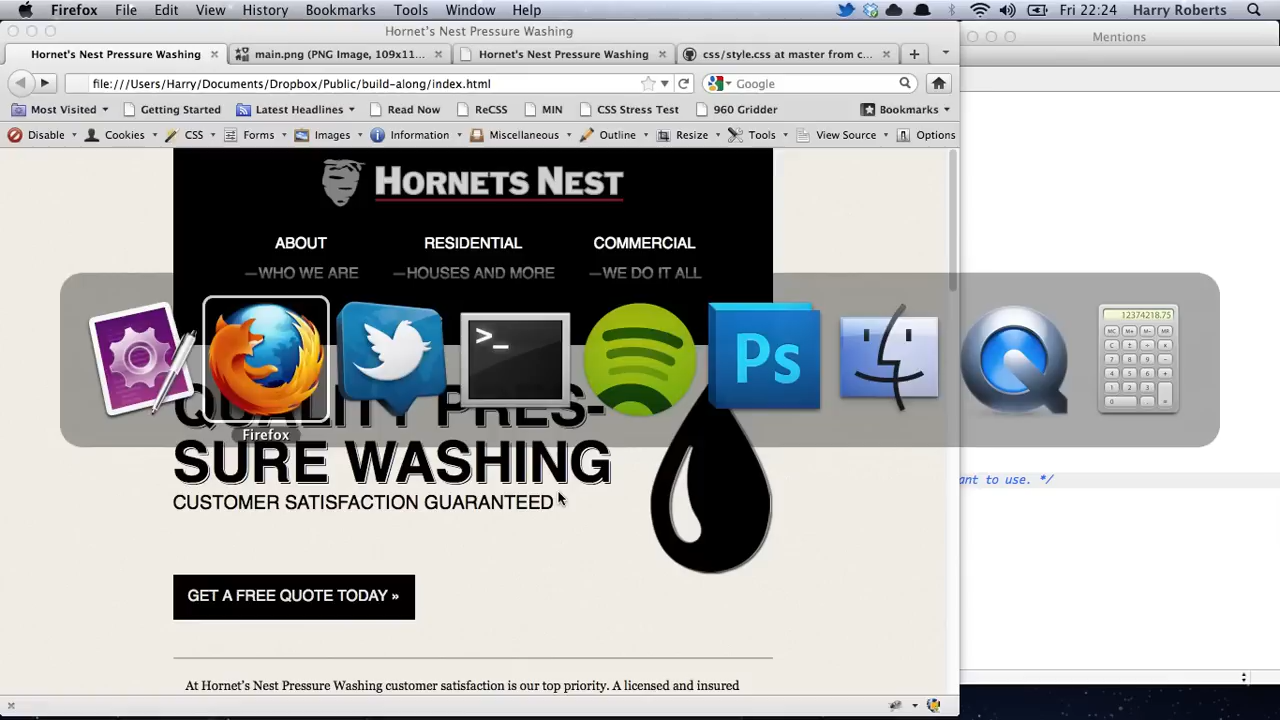 Firefox File Edit View History Bookmarks Tools Window Help Fri 22:24 Harry Roberts
Hornet's Nest Pressure Washing
Mentions
Hornet's Nest Pressure Washing
main.png (PNG Image, 109x11...
Hornet's Nest Pressure Washing
css/style.css at master from c...
file:///Users/Harry/Documents/Dropbox/Public/build-along/index.html
Google
Most Visited Getting Started Latest Headlines Read Now ReCSS MIN CSS Stress Test 960 Gridder Bookmarks
Disable Cookies CSS Forms Images Information Miscellaneous Outline Resize Tools View Source Options
HORNETS NEST
ABOUT RESIDENTIAL COMMERCIAL
—WHO WE ARE —HOUSES AND MORE —WE DO IT ALL
12374218.75
>_
Ps
Firefox
QUALITY PRES-
SURE WASHING
ant to use. */
CUSTOMER SATISFACTION GUARANTEED
GET A FREE QUOTE TODAY »
At Hornet's Nest Pressure Washing customer satisfaction is our top priority. A licensed and insured